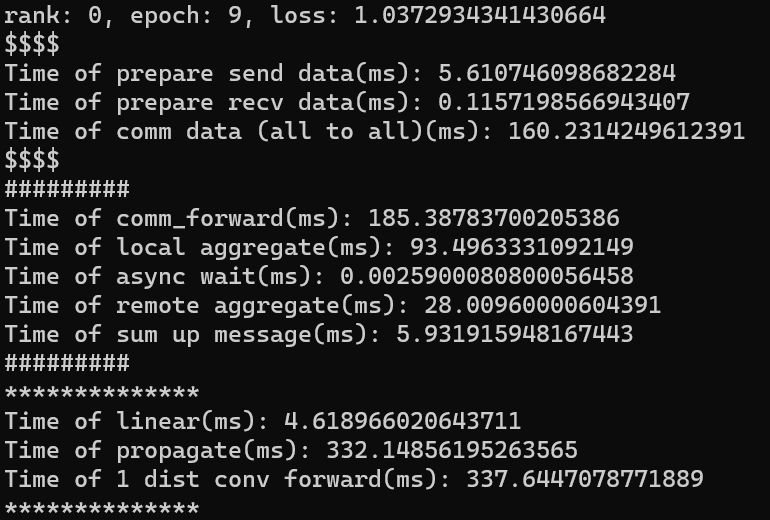 rank: 0, epoch: 9, loss: 1.0372934341430664
$$$$
Time of prepare send data(ms): 5.610746098682284
Time of prepare recv data(ms): 0.1157198566943407
Time of comm data (all to all)(ms): 160.2314249612391
$$$$
#########
Time of comm_forward(ms): 185.38783700205386
Time of local aggregate(ms): 93.4963331092149
Time of async wait(ms): 0.0025900080800056458
Time of remote aggregate(ms): 28.00960000604391
Time of sum up message(ms): 5.931915948167443
#########
**************
Time of linear(ms): 4.618966020643711
Time of propagate(ms): 332.14856195263565
Time of 1 dist conv forward(ms): 337.6447078771889
**************